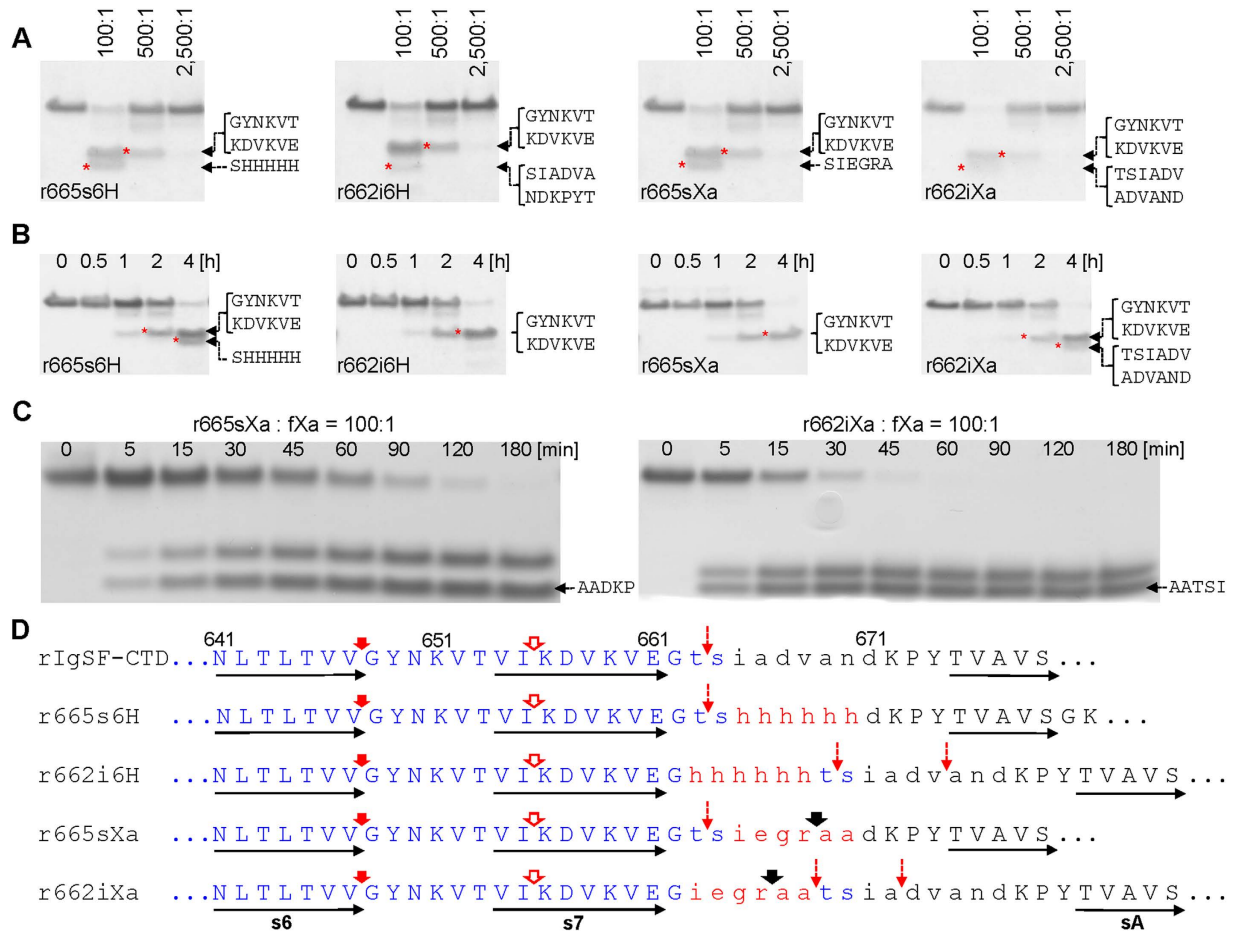 A
100:1 500:1 2,500:1
100:1 500:1 2,500:1
100:1 500:1 2,500:1
100:1 500:1 2,500:1
GYNKVT
KDVKVE
SHHHHH
* *
r665s6H
GYNKVT
KDVKVE
SIADVA
NDKPYT
* *
r662i6H
GYNKVT
KDVKVE
SIEGRA
* *
r665sXa
GYNKVT
KDVKVE
TSIADV
ADVAND
* *
r662iXa
B
0 0.5 1 2 4 [h]
GYNKVT
KDVKVE
SHHHHH
* *
r665s6H
0 0.5 1 2 4 [h]
GYNKVT
KDVKVE
*
r662i6H
0 0.5 1 2 4 [h]
GYNKVT
KDVKVE
*
r665sXa
0 0.5 1 2 4 [h]
GYNKVT
KDVKVE
TSIADV
ADVAND
* *
r662iXa
C
r665sXa : fXa = 100:1
0 5 15 30 45 60 90 120 180 [min]
AADKP
r662iXa : fXa = 100:1
0 5 15 30 45 60 90 120 180 [min]
AATSI
D
641 651 661 671
rIgSF-CTD...N L T L T V V G Y N K V T V I K D V K V E G t s i a d v a n d K P Y T V A V S ...
r665s6H ...N L T L T V V G Y N K V T V I K D V K V E G t s h h h h h h d K P Y T V A V S G K ...
r662i6H ...N L T L T V V G Y N K V T V I K D V K V E G h h h h h h t s i a d v a n d K P Y T V A V S ...
r665sXa ...N L T L T V V G Y N K V T V I K D V K V E G t s i e g r a a d K P Y T V A V S ...
r662iXa ...N L T L T V V G Y N K V T V I K D V K V E G i e g r a a t s i a d v a n d K P Y T V A V S ...
s6 s7 sA